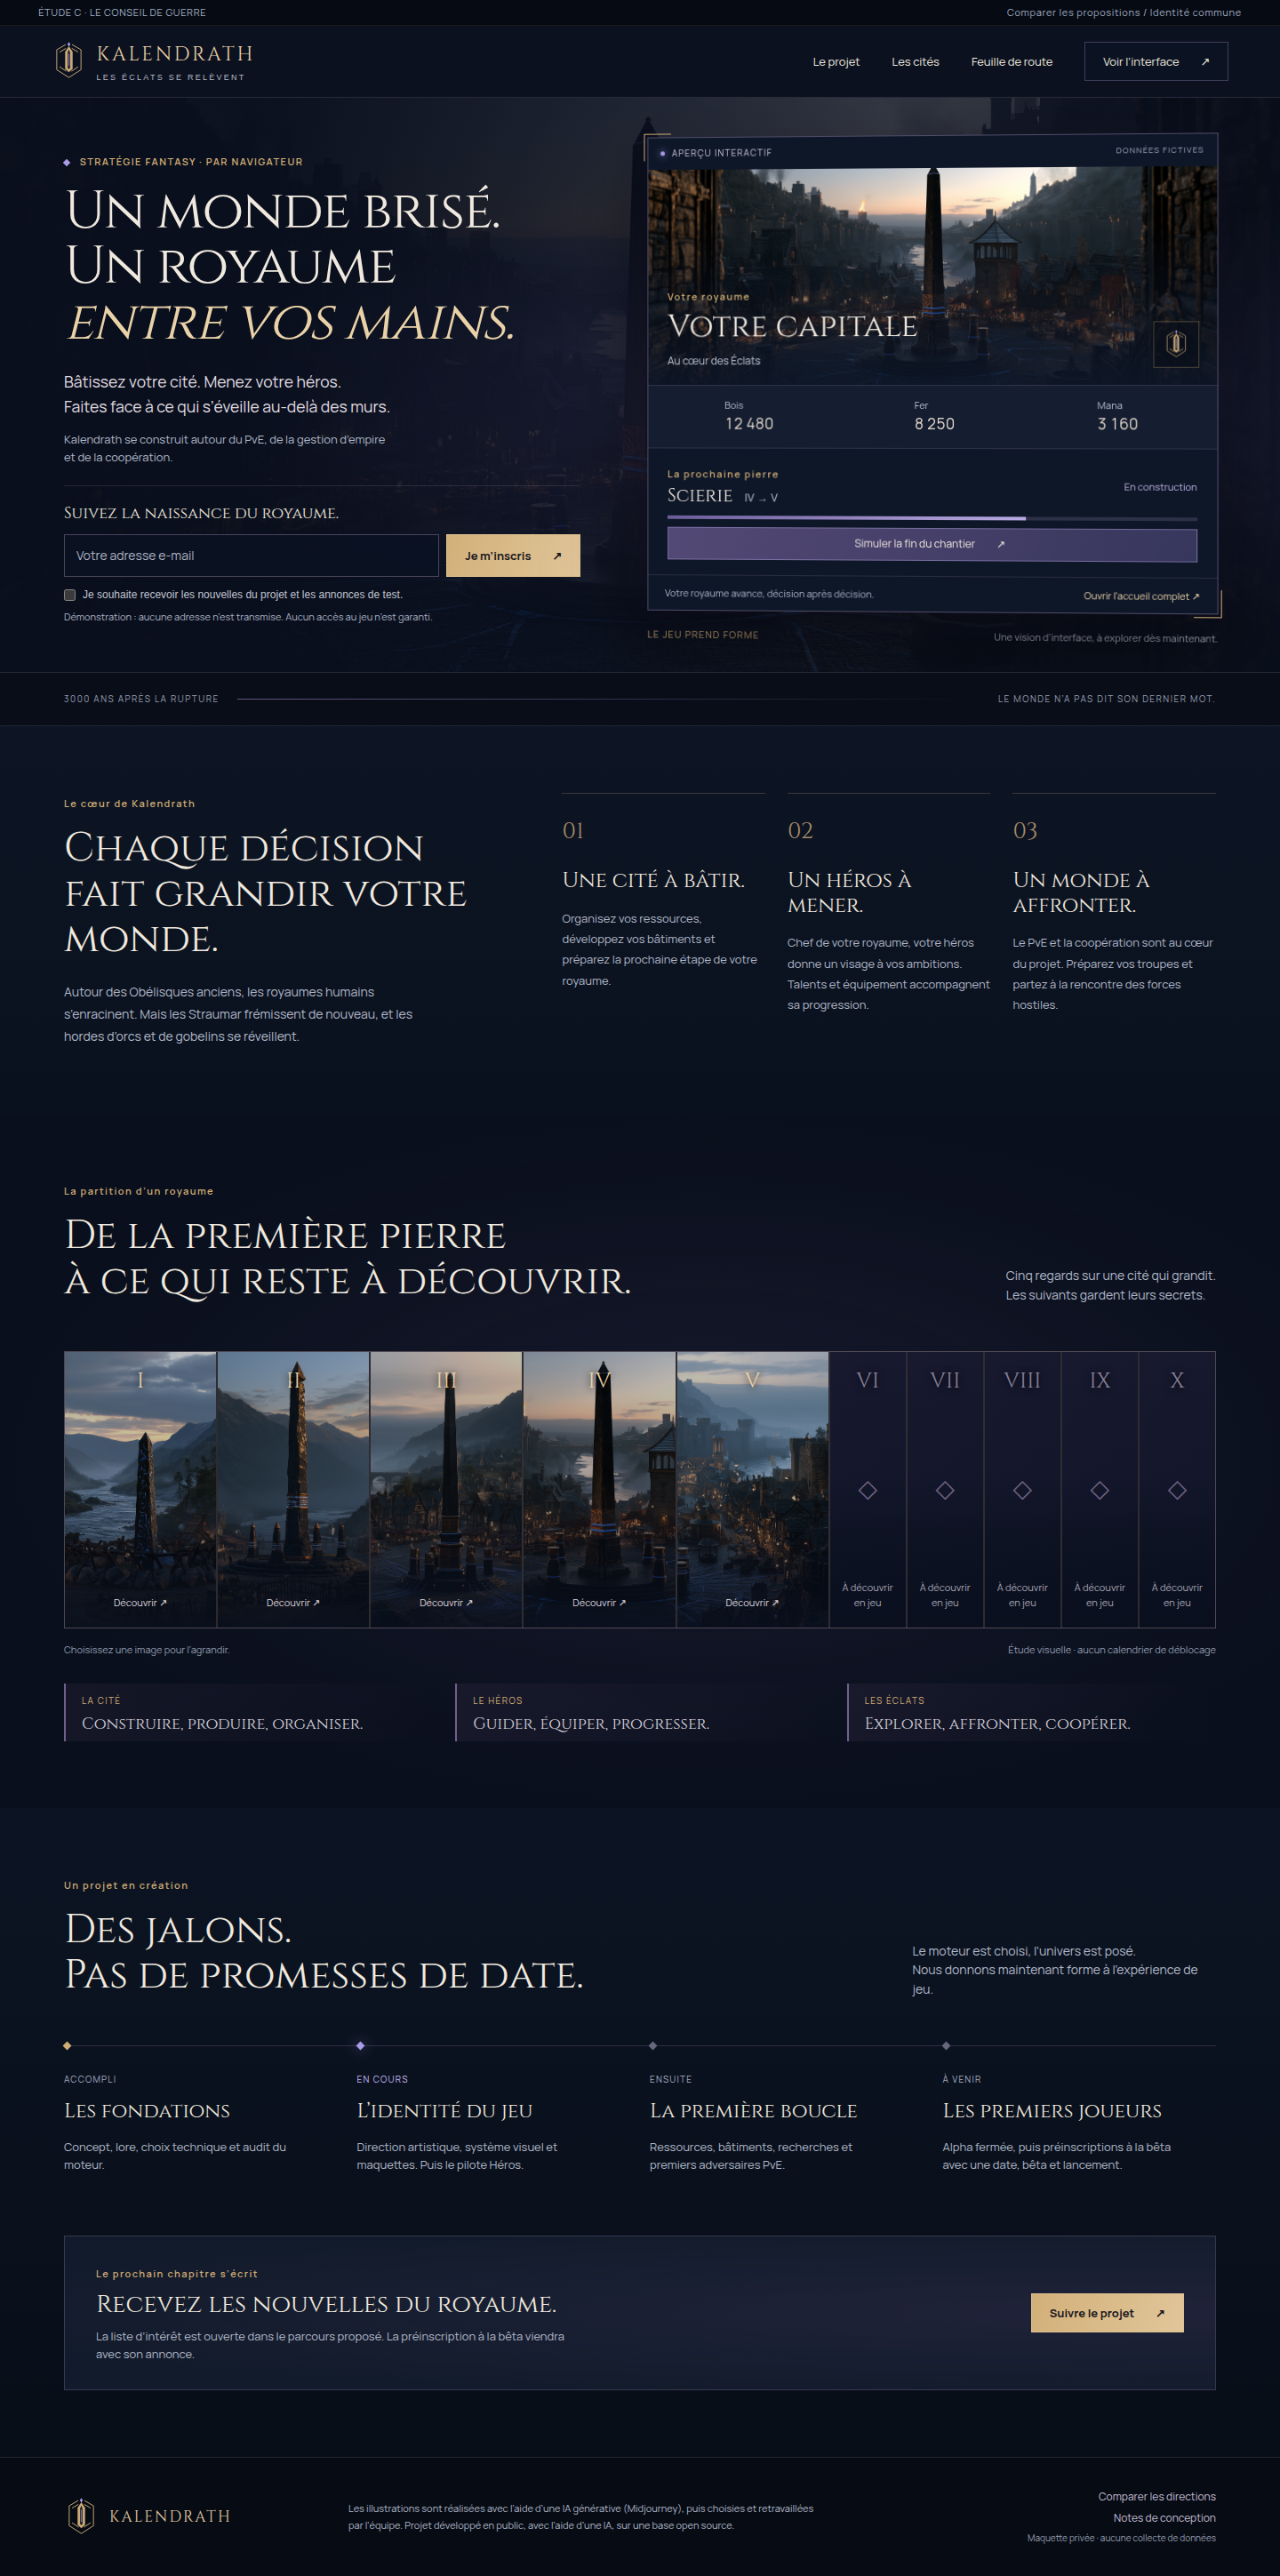 ÉTUDE C · LE CONSEIL DE GUERRE
Comparer les propositions / Identité commune
KALENDRATH
LES ÉCLATS SE RELÈVENT
Le projet
Les cités
Feuille de route
Voir l'interface ↗
STRATÉGIE FANTASY · PAR NAVIGATEUR
Un monde brisé.
Un royaume
entre vos mains.
Bâtissez votre cité. Menez votre héros.
Faites face à ce qui s'éveille au-delà des murs.
Kalendrath se construit autour du PvE, de la gestion d'empire
et de la coopération.
Suivez la naissance du royaume.
Votre adresse e-mail
Je m'inscris ↗
Je souhaite recevoir les nouvelles du projet et les annonces de test.
Démonstration : aucune adresse n'est transmise. Aucun accès au jeu n'est garanti.
APERÇU INTERACTIF
DONNÉES FICTIVES
Votre royaume
Votre capitale
Au cœur des Éclats
Bois
12 480
Fer
8 250
Mana
3 160
La prochaine pierre
Scierie IV → V
En construction
Simuler la fin du chantier ↗
Votre royaume avance, décision après décision.
Ouvrir l'accueil complet ↗
LE JEU PREND FORME
Une vision d'interface, à explorer dès maintenant.
3000 ANS APRÈS LA RUPTURE
LE MONDE N'A PAS DIT SON DERNIER MOT.
Le cœur de Kalendrath
Chaque décision
fait grandir votre
monde.
Autour des Obélisques anciens, les royaumes humains
s'enracinent. Mais les Straumar frémissent de nouveau, et les
hordes d'orcs et de gobelins se réveillent.
01
Une cité à bâtir.
Organisez vos ressources,
développez vos bâtiments et
préparez la prochaine étape de votre
royaume.
02
Un héros à
mener.
Chef de votre royaume, votre héros
donne un visage à vos ambitions.
Talents et équipement accompagnent
sa progression.
03
Un monde à
affronter.
Le PvE et la coopération sont au cœur
du projet. Préparez vos troupes et
partez à la rencontre des forces
hostiles.
La partition d'un royaume
De la première pierre
à ce qui reste à découvrir.
Cinq regards sur une cité qui grandit.
Les suivants gardent leurs secrets.
I
Découvrir ↗
II
Découvrir ↗
III
Découvrir ↗
IV
Découvrir ↗
V
Découvrir ↗
VI
À découvrir
en jeu
VII
À découvrir
en jeu
VIII
À découvrir
en jeu
IX
À découvrir
en jeu
X
À découvrir
en jeu
Choisissez une image pour l'agrandir.
Étude visuelle · aucun calendrier de déblocage
LA CITÉ
Construire, produire, organiser.
LE HÉROS
Guider, équiper, progresser.
LES ÉCLATS
Explorer, affronter, coopérer.
Un projet en création
Des jalons.
Pas de promesses de date.
Le moteur est choisi, l'univers est posé.
Nous donnons maintenant forme à l'expérience de
jeu.
ACCOMPLI
Les fondations
Concept, lore, choix technique et audit du
moteur.
EN COURS
L'identité du jeu
Direction artistique, système visuel et
maquettes. Puis le pilote Héros.
ENSUITE
La première boucle
Ressources, bâtiments, recherches et
premiers adversaires PvE.
À VENIR
Les premiers joueurs
Alpha fermée, puis préinscriptions à la bêta
avec une date, bêta et lancement.
Le prochain chapitre s'écrit
Recevez les nouvelles du royaume.
La liste d'intérêt est ouverte dans le parcours proposé. La préinscription à la bêta viendra
avec son annonce.
Suivre le projet ↗
KALENDRATH
Les illustrations sont réalisées avec l'aide d'une IA générative (Midjourney), puis choisies et retravaillées
par l'équipe. Projet développé en public, avec l'aide d'une IA, sur une base open source.
Comparer les directions
Notes de conception
Maquette privée · aucune collecte de données